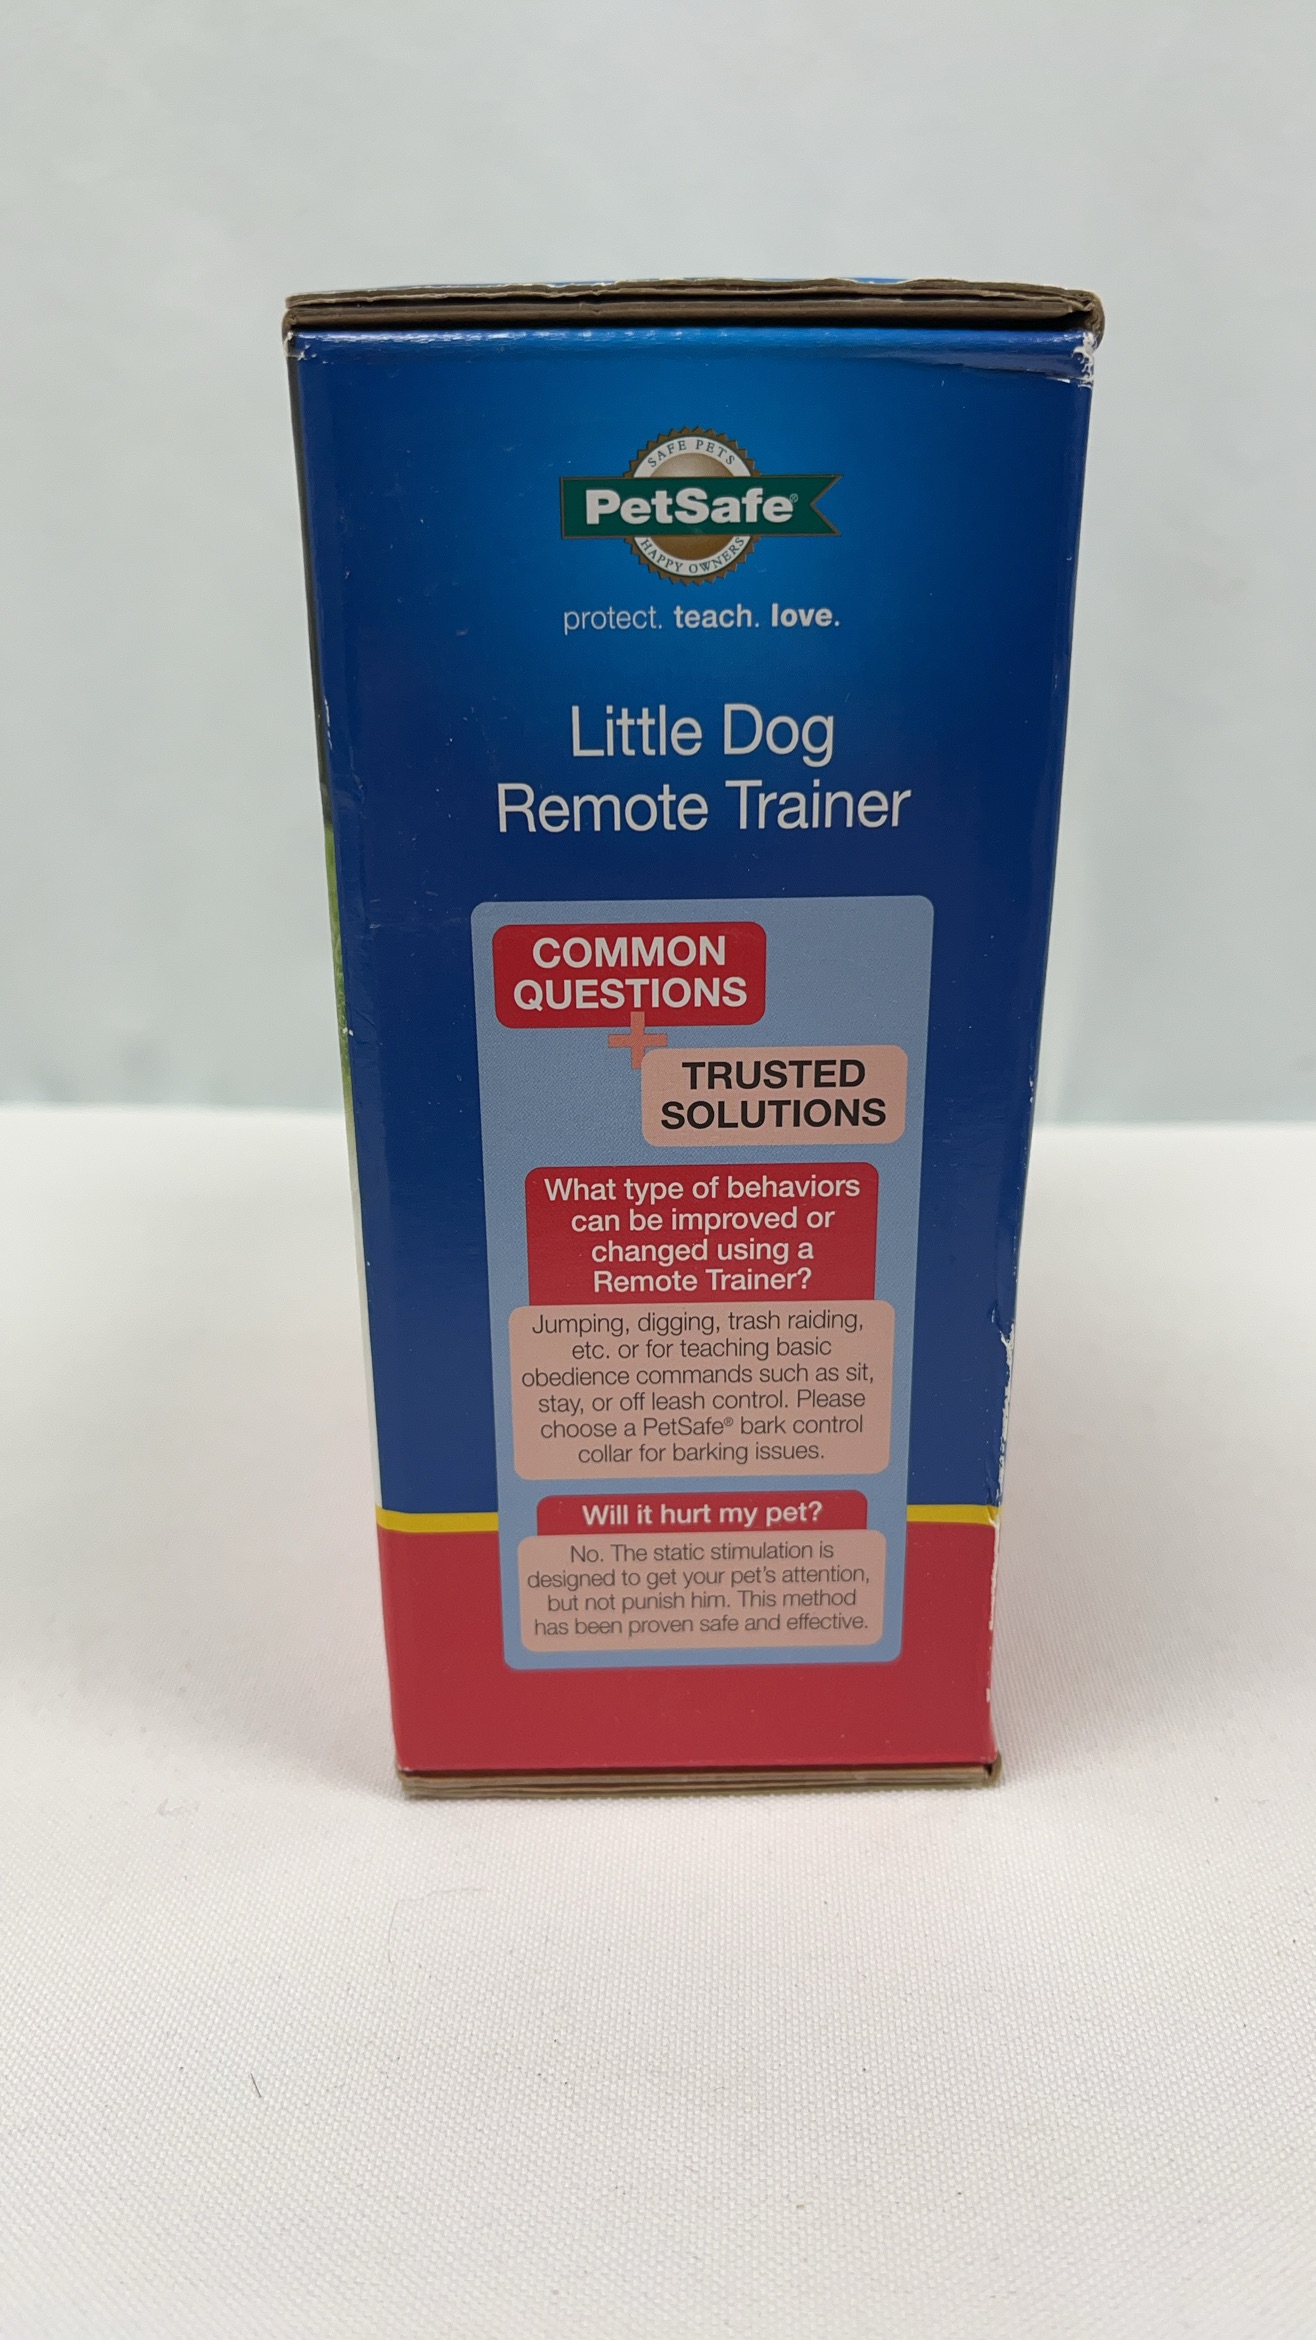 SAFE PETS
PetSafe®
HAPPY OWNERS
protect. teach. love.
Little Dog
Remote Trainer
COMMON
QUESTIONS
+
TRUSTED
SOLUTIONS
What type of behaviors
can be improved or
changed using a
Remote Trainer?
Jumping, digging, trash raiding,
etc. or for teaching basic
obedience commands such as sit,
stay, or off leash control. Please
choose a PetSafe® bark control
collar for barking issues.
Will it hurt my pet?
No. The static stimulation is
designed to get your pet's attention,
but not punish him. This method
has been proven safe and effective.